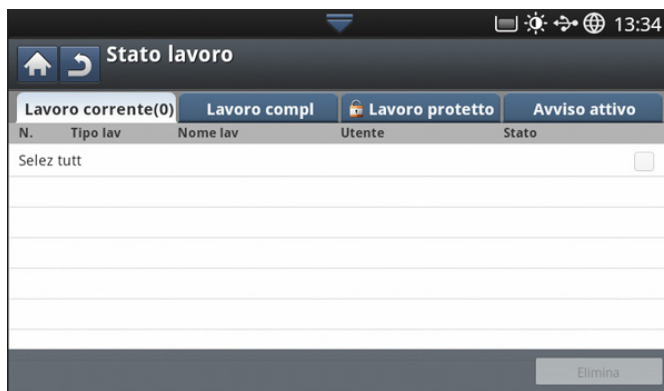 13:34
Stato lavoro
Lavoro corrente(0) Lavoro compl Lavoro protetto Avviso attivo
N. Tipo lav Nome lav Utente Stato
Selez tutt
Elimina